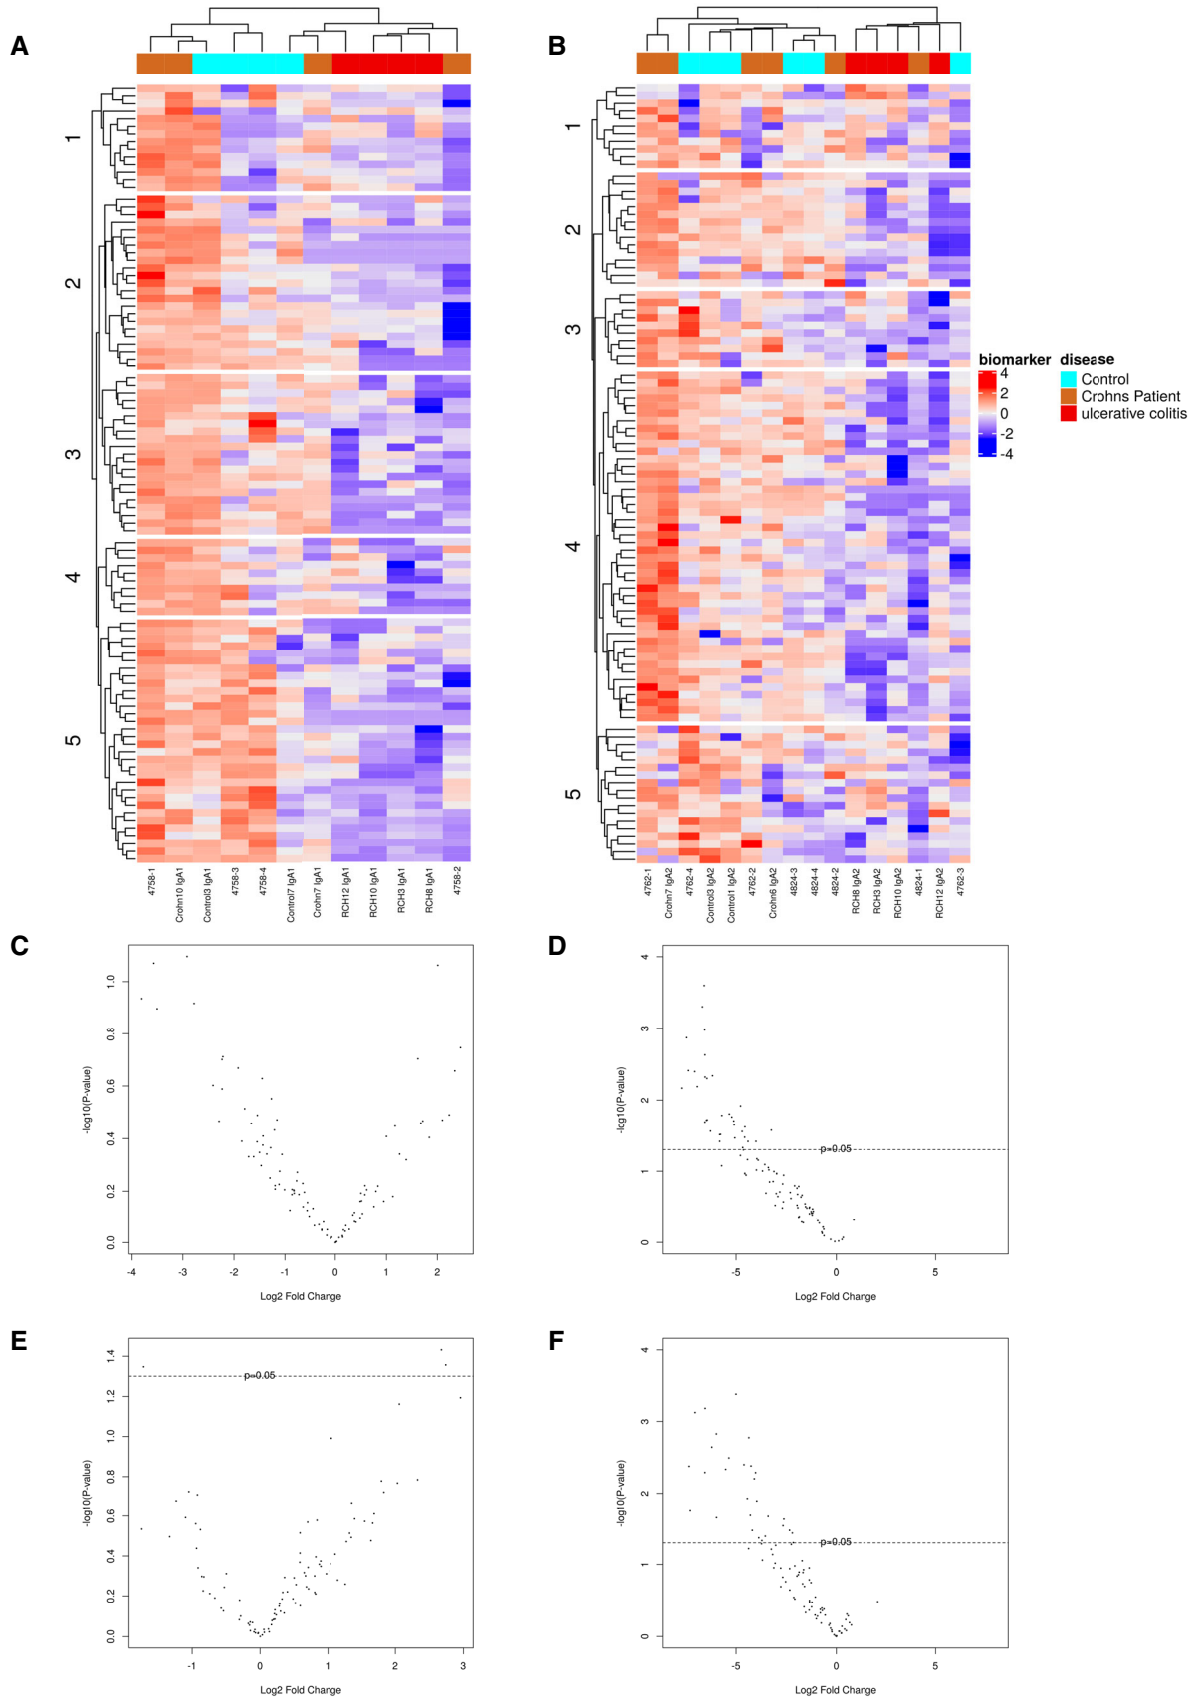 A
B
1
2
3
4
5
1
2
3
4
5
biomarker
4
2
0
-2
-4
disease
Control
Crohns Patient
ulcerative colitis
4758-1
Crohn10 IgA1
Control3 IgA1
4758-3
4758-4
Control7 IgA1
Crohn7 IgA1
RCH12 IgA1
RCH10 IgA1
RCH3 IgA1
RCH8 IgA1
4758-2
4762-1
Crohn7 IgA2
4762-4
Control3 IgA2
Control1 IgA2
4762-2
Crohn6 IgA2
4824-3
4824-4
4824-2
RCH8 IgA2
RCH3 IgA2
RCH10 IgA2
4824-1
RCH12 IgA2
4762-3
C
-log10(P-value)
1.0
0.8
0.6
0.4
0.2
0.0
-4 -3 -2 -1 0 1 2
Log2 Fold Charge
D
-log10(P-value)
4
3
2
1
0
p=0.05
-5 0 5
Log2 Fold Charge
E
-log10(P-value)
1.4
1.2
1.0
0.8
0.6
0.4
0.2
0.0
p=0.05
-1 0 1 2 3
Log2 Fold Charge
F
-log10(P-value)
4
3
2
1
0
p=0.05
-5 0 5
Log2 Fold Charge